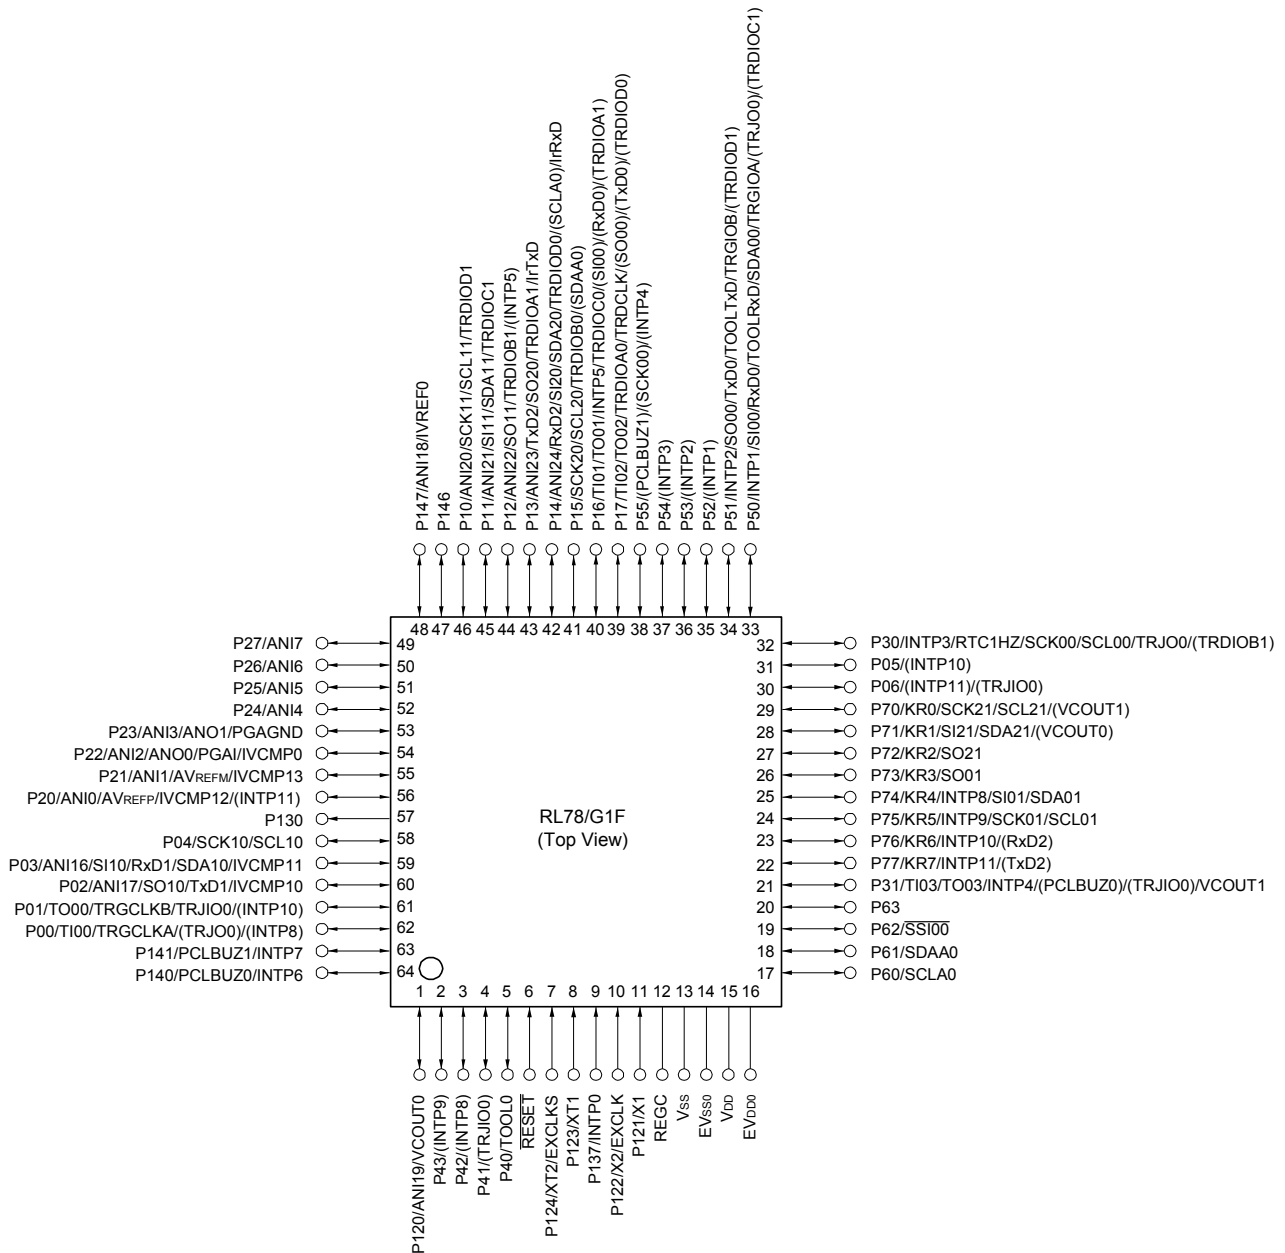 P147/ANI18/IVREF0
P146
P10/ANI20/SCK11/SCL11/TRDIOD1
P11/ANI21/SI11/SDA11/TRDIOC1
P12/ANI22/SO11/TRDIOB1/(INTP5)
P13/ANI23/TxD2/SO20/TRDIOA1/IrTxD
P14/ANI24/RxD2/SI20/SDA20/TRDIOD0/(SCLA0)/IrRxD
P15/SCK20/SCL20/TRDIOB0/(SDAA0)
P16/TI01/TO01/INTP5/TRDIOC0/(SI00)/(RxD0)/(TRDIOA1)
P17/TI02/TO02/TRDIOA0/TRDCLK/(SO00)/(TxD0)/(TRDIOD0)
P55/(PCLBUZ1)/(SCK00)/(INTP4)
P54/(INTP3)
P53/(INTP2)
P52/(INTP1)
P51/INTP2/SO00/TxD0/TOOLTxD/TRGIOB/(TRDIOD1)
P50/INTP1/SI00/RxD0/TOOLRxD/SDA00/TRGIOA/(TRJO0)/(TRDIOC1)
48 47 46 45 44 43 42 41 40 39 38 37 36 35 34 33
P27/ANI7 49
P26/ANI6 50
P25/ANI5 51
P24/ANI4 52
P23/ANI3/ANO1/PGAGND 53
P22/ANI2/ANO0/PGAI/IVCMP0 54
P21/ANI1/AVREFM/IVCMP13 55
P20/ANI0/AVREFP/IVCMP12/(INTP11) 56
P130 57
P04/SCK10/SCL10 58
P03/ANI16/SI10/RxD1/SDA10/IVCMP11 59
P02/ANI17/SO10/TxD1/IVCMP10 60
P01/TO00/TRGCLKB/TRJIO0/(INTP10) 61
P00/TI00/TRGCLKA/(TRJO0)/(INTP8) 62
P141/PCLBUZ1/INTP7 63
P140/PCLBUZ0/INTP6 64
RL78/G1F
(Top View)
32 P30/INTP3/RTC1HZ/SCK00/SCL00/TRJO0/(TRDIOB1)
31 P05/(INTP10)
30 P06/(INTP11)/(TRJIO0)
29 P70/KR0/SCK21/SCL21/(VCOUT1)
28 P71/KR1/SI21/SDA21/(VCOUT0)
27 P72/KR2/SO21
26 P73/KR3/SO01
25 P74/KR4/INTP8/SI01/SDA01
24 P75/KR5/INTP9/SCK01/SCL01
23 P76/KR6/INTP10/(RxD2)
22 P77/KR7/INTP11/(TxD2)
21 P31/TI03/TO03/INTP4/(PCLBUZ0)/(TRJIO0)/VCOUT1
20 P63
19 P62/SSI00
18 P61/SDAA0
17 P60/SCLA0
1 2 3 4 5 6 7 8 9 10 11 12 13 14 15 16
P120/ANI19/VCOUT0
P43/(INTP9)
P42/(INTP8)
P41/(TRJIO0)
P40/TOOL0
RESET
P124/XT2/EXCLKS
P123/XT1
P137/INTP0
P122/X2/EXCLK
P121/X1
REGC
VSS
EVSS0
VDD
EVDD0